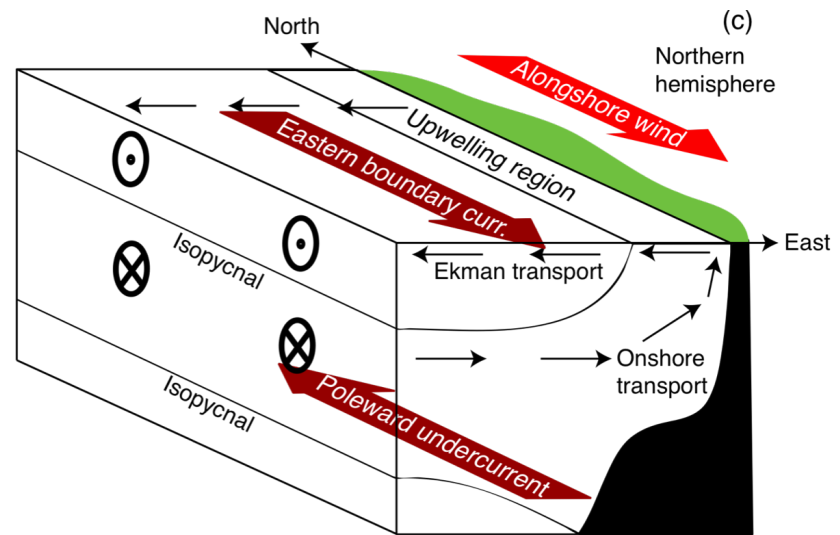 (c)
North
Northern
hemisphere
Alongshore wind
Upwelling region
Eastern boundary curr.
East
Isopycnal
Ekman transport
Onshore
transport
Poleward undercurrent
Isopycnal